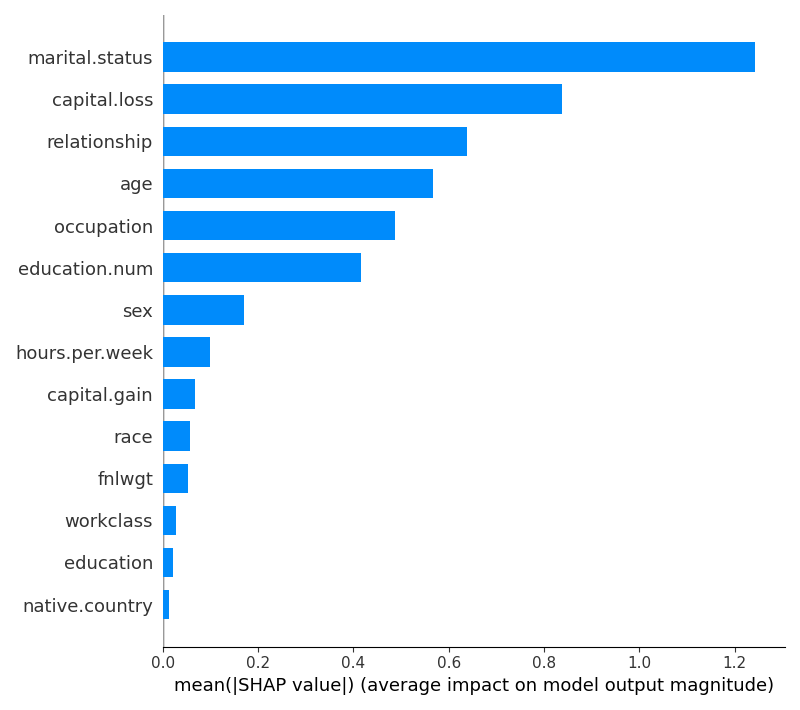 marital.status
capital.loss
relationship
age
occupation
education.num
sex
hours.per.week
capital.gain
race
fnlwgt
workclass
education
native.country
0.0 0.2 0.4 0.6 0.8 1.0 1.2
mean(|SHAP value|) (average impact on model output magnitude)